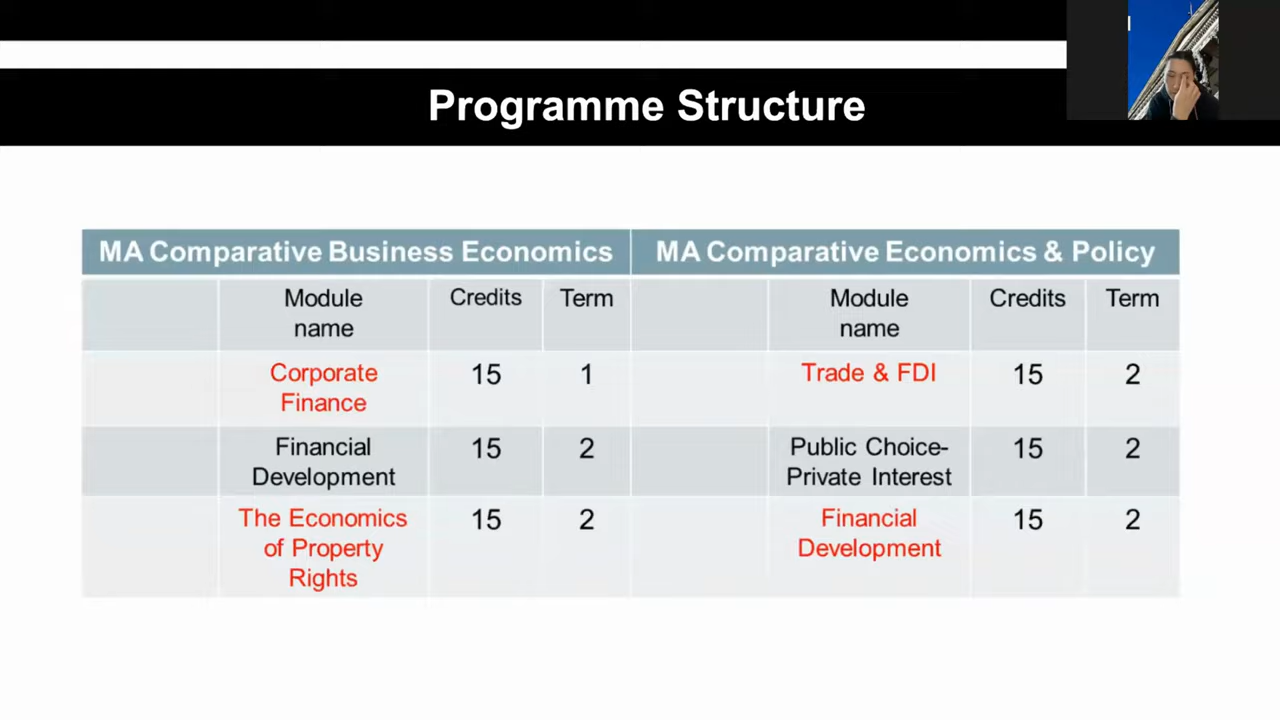 Programme Structure
MA Comparative Business Economics
MA Comparative Economics & Policy
Module
name
Credits
Term
Module
name
Credits
Term
Corporate
Finance
15
1
Trade & FDI
15
2
Financial
Development
15
2
Public Choice-
Private Interest
15
2
The Economics
of Property
Rights
15
2
Financial
Development
15
2